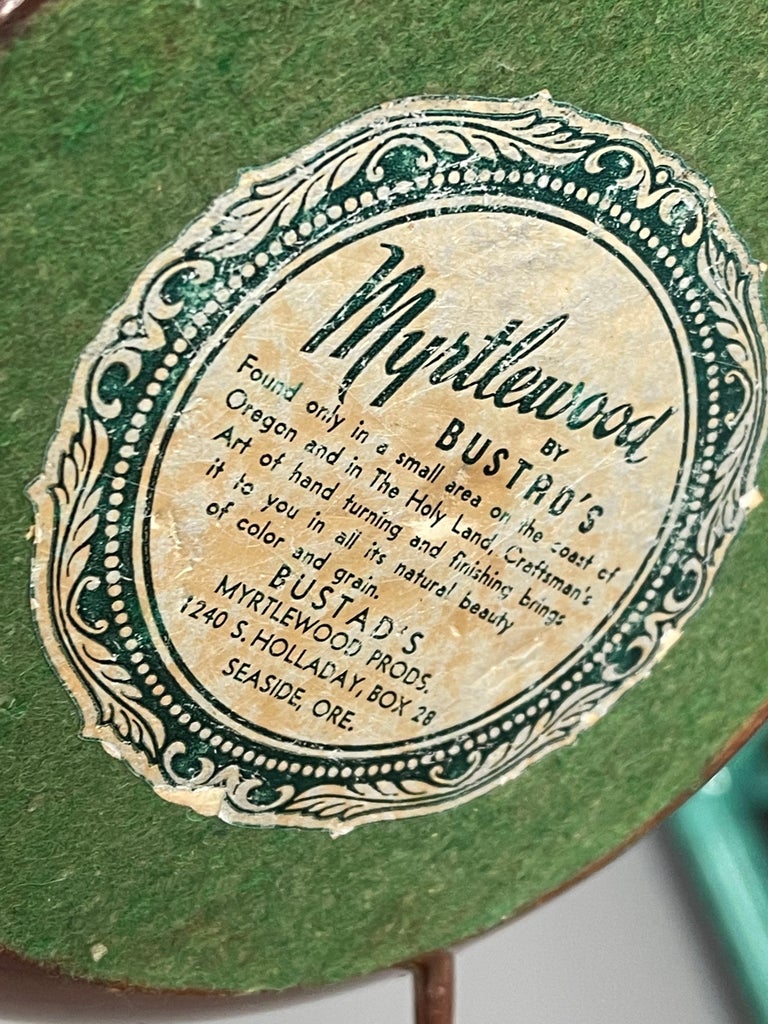 Myrtlewood
BY
BUSTAD'S
Found only in a small area on the coast of
Oregon and in The Holy Land, Craftsman's
Art of hand turning and finishing brings
it to you in all its natural beauty
of color and grain.
BUSTAD'S
MYRTLEWOOD PRODS.
1240 S. HOLLADAY, BOX 28
SEASIDE, ORE.